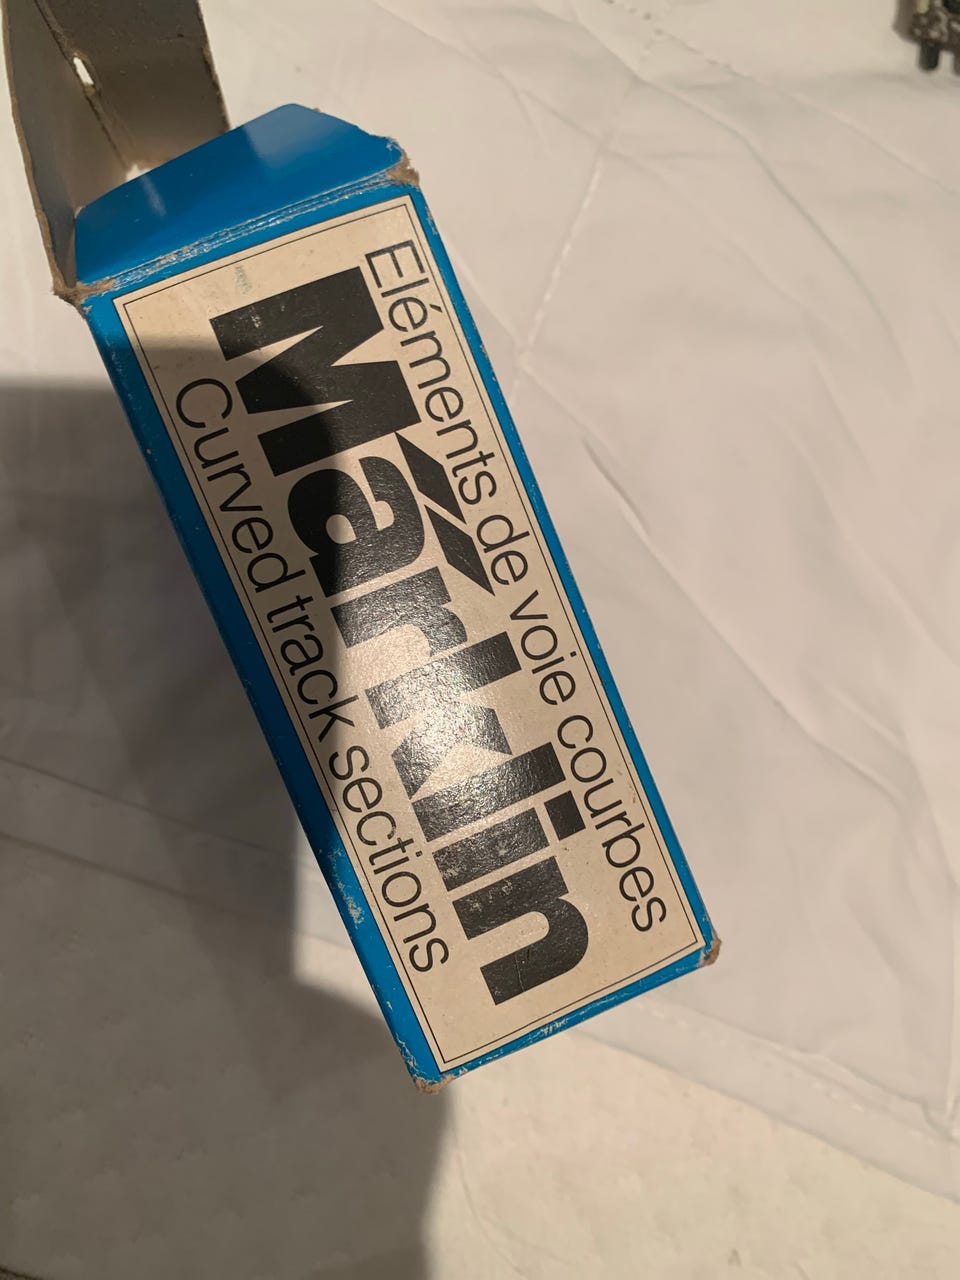 Eléments de voie courbes
Märklin
Curved track sections